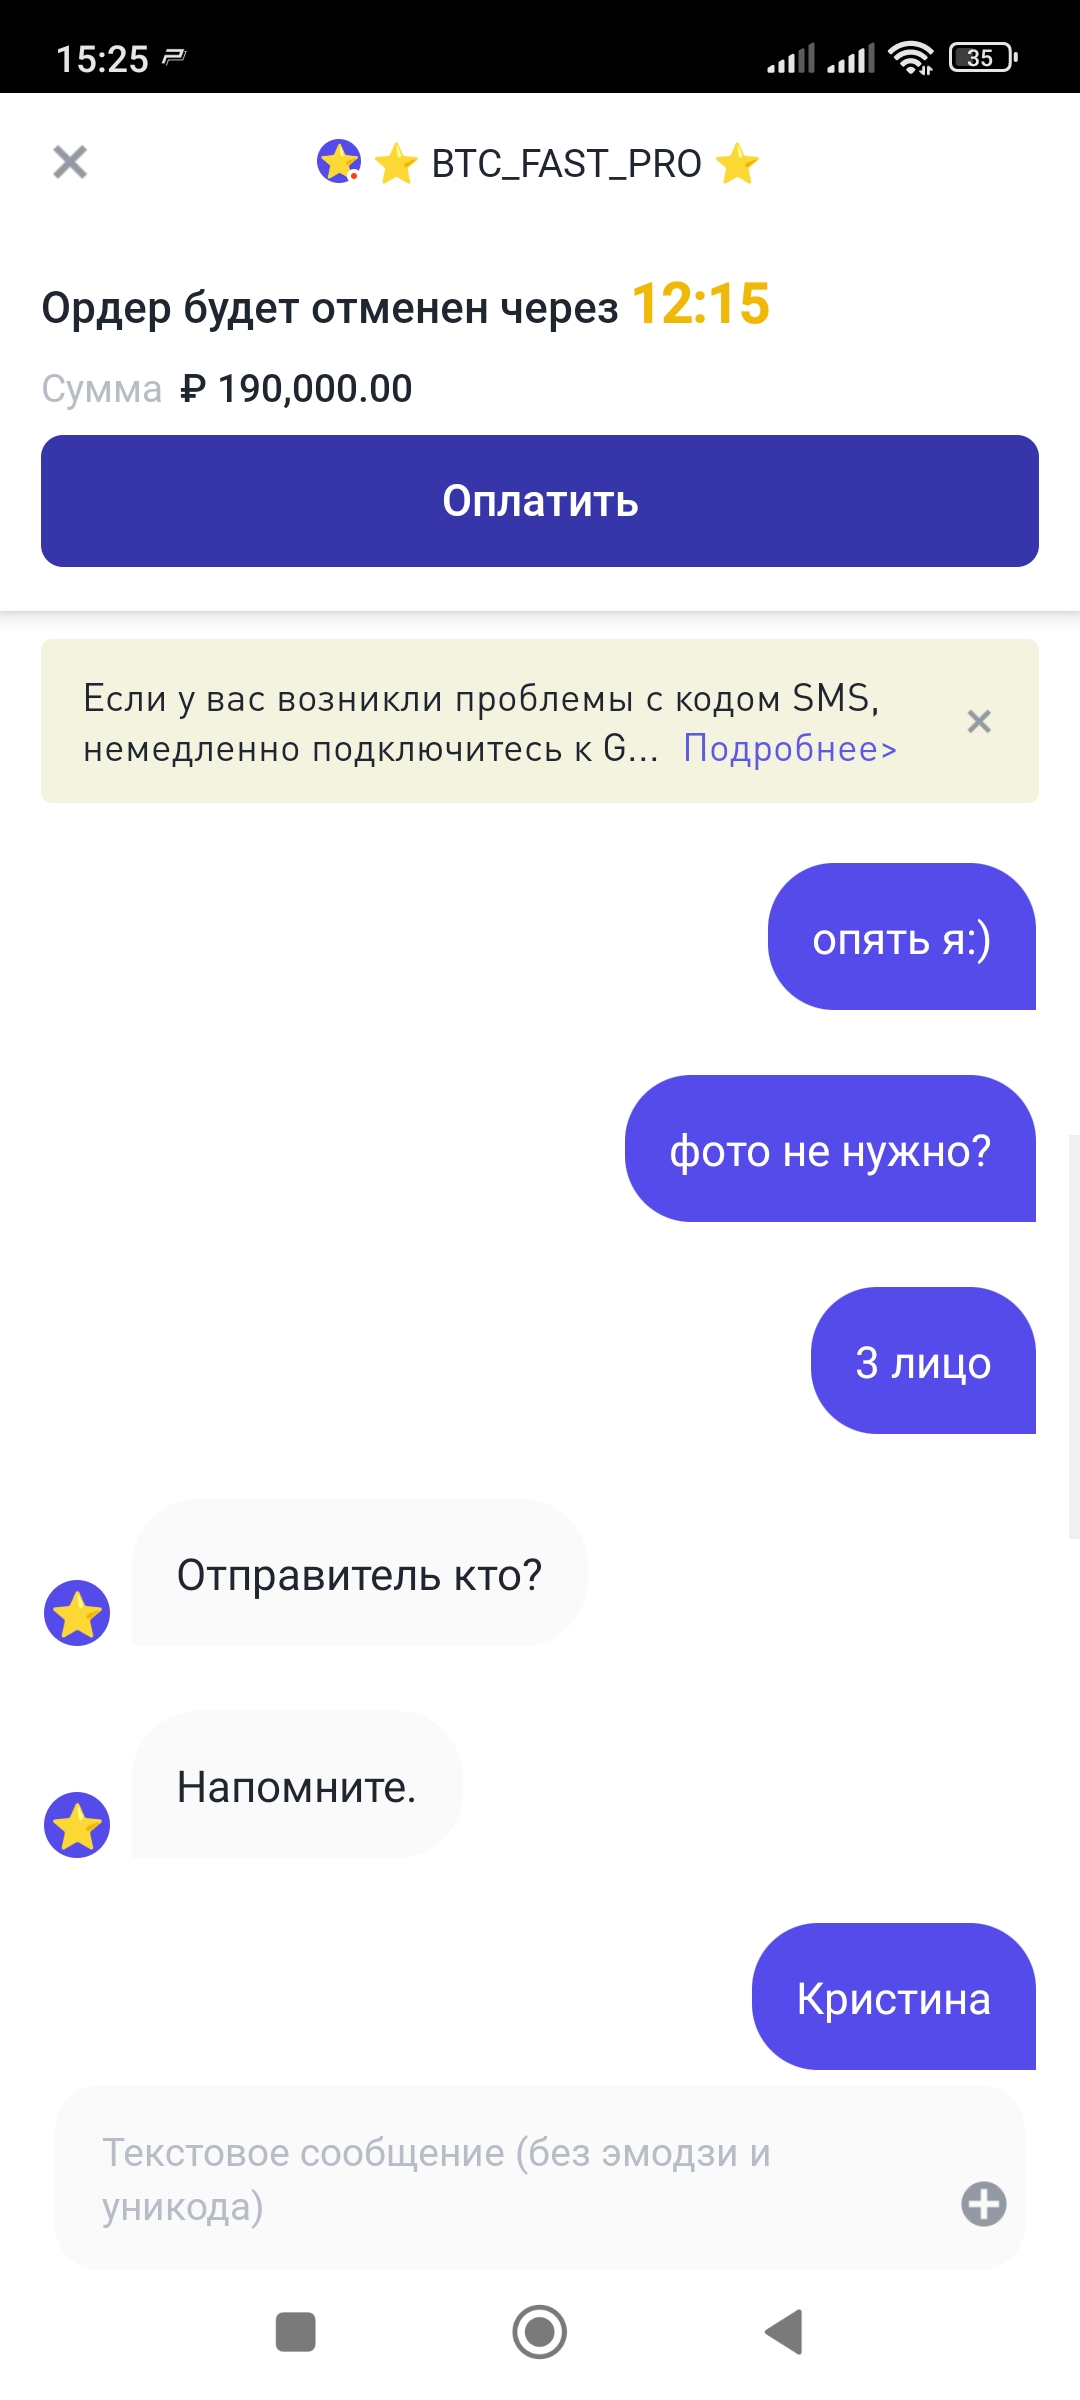 15:25
35
BTC_FAST_PRO
Ордер будет отменен через 12:15
Сумма ₽ 190,000.00
Оплатить
Если у вас возникли проблемы с кодом SMS,
немедленно подключитесь к G... Подробнее>
опять я:)
фото не нужно?
3 лицо
Отправитель кто?
Напомните.
Кристина
Текстовое сообщение (без эмодзи и
уникода)